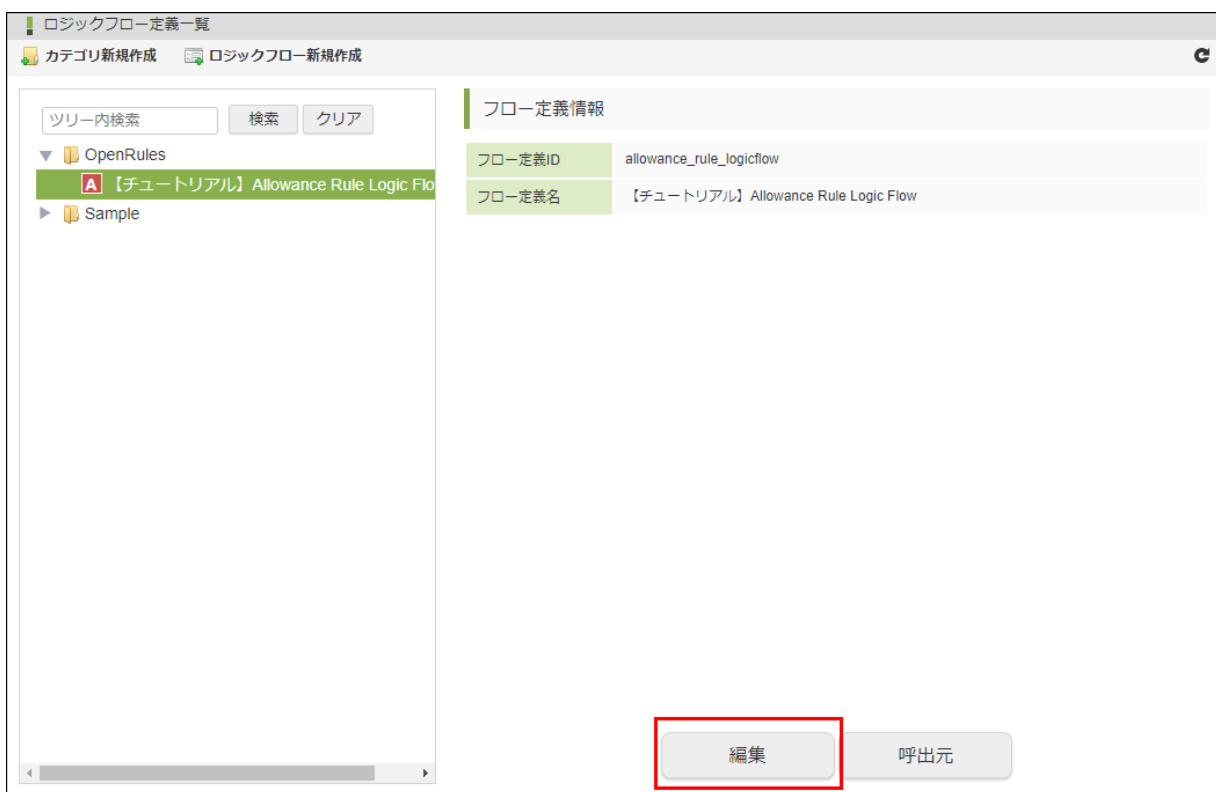 ロジックフロー定義一覧
カテゴリ新規作成 ロジックフロー新規作成
ツリー内検索 検索 クリア
OpenRules
A 【チュートリアル】Allowance Rule Logic Flo
Sample
フロー定義情報
フロー定義ID allowance_rule_logicflow
フロー定義名 【チュートリアル】Allowance Rule Logic Flow
編集 呼出元